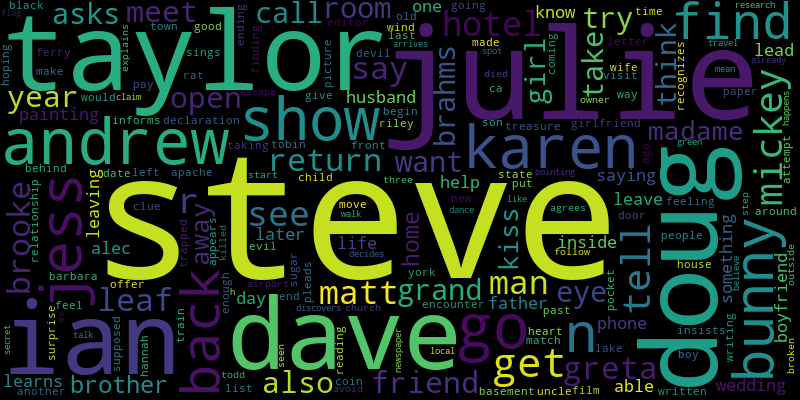 black
asks
taylor
meet
call
room
one
hotel
try
know
going
old
editor
last
wind
made
time
research
find
julie
flag
hoping
good
town
sings
explains
ferry
make
rat
ending
finding
devil
picture
say
died
spot
ca
girl
coming
take
think
wife
visit
way
recognizes
travel
mean
lead
already
paper
year
pay
open
escape
give
husband
arrives
brahms
letter
painting
would
claim
begin
son
treasure
girlfriend
owner
madame
happens
mickey
andrew
informs
declaration
riley
show
tobin
front
karen
ago
green
attempt
behind
taking
return
want
saying
doug
date
left
apache
three
state
put
pointing
help
new
leave
feeling
around
jess
brooke
relationship
leaving
clue
start
child
steve
r
away
see
move
walk
like
dance
agrees
kiss
inside
door
step
bunny
tell
people
something
boyfriend
outside
alec
trapped
appears
killed
later
life
decides
home
follow
evil
man
house
believe
barbara
offer
back
h
enough
airport
sugar
pleads
york
matt
grand
father
past
eye
pocket
insists
ian
leaf
feel
surprise
ex
day
end
discovers
church
encounter
go
n
phone
secret
talk
supposed
hannah
train
dave
heart
match
lake
boy
writing
broken
learns
brother
todd
list
also
seen
coin
reading
avoid
newspaper
local
friend
get
greta
able
wedding
another
basement
uncle
film
written